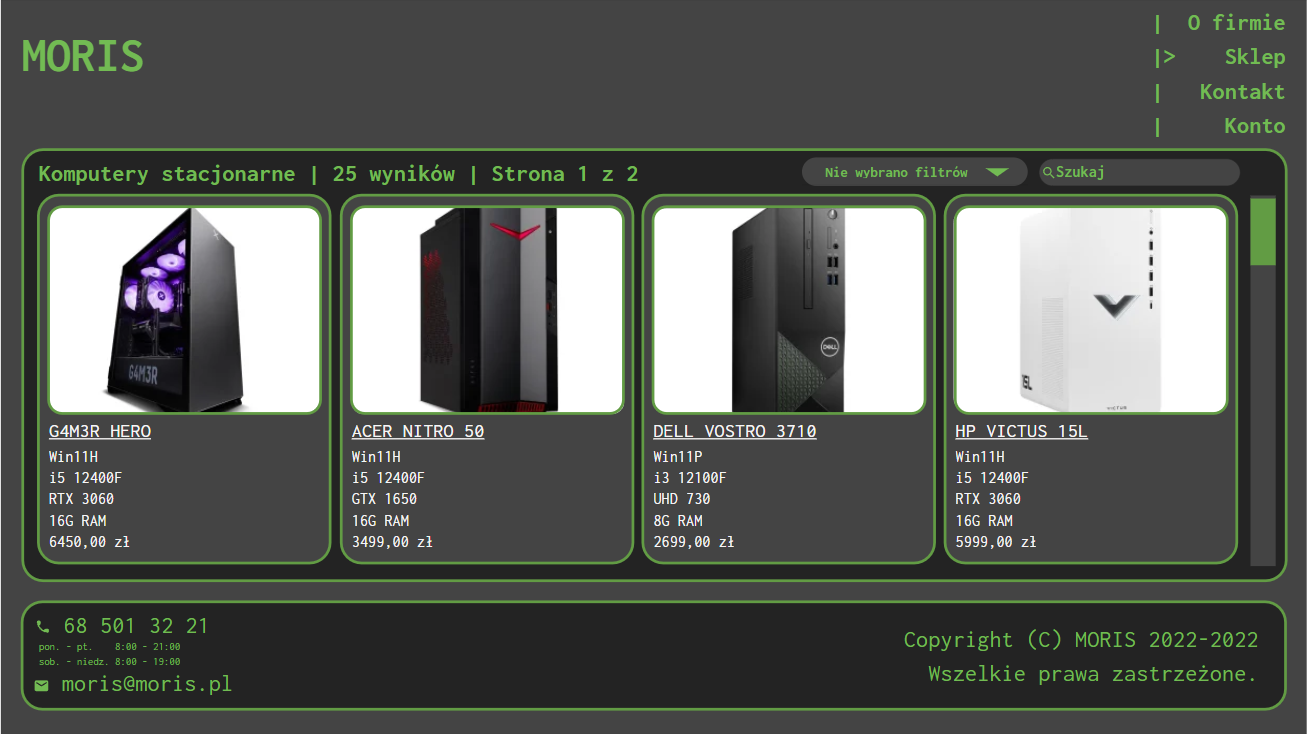 MORIS
| O firmie
|> Sklep
| Kontakt
| Konto
Komputery stacjonarne | 25 wyników | Strona 1 z 2
Nie wybrano filtrów
Szukaj
G4M3R
G4M3R HERO
Win11H
i5 12400F
RTX 3060
16G RAM
6450,00 zł
ACER NITRO 50
Win11H
i5 12400F
GTX 1650
16G RAM
3499,00 zł
DELL
DELL VOSTRO 3710
Win11P
i3 12100F
UHD 730
8G RAM
2699,00 zł
15L
VICTUS
HP VICTUS 15L
Win11H
i5 12400F
RTX 3060
16G RAM
5999,00 zł
68 501 32 21
pon. - pt. 8:00 - 21:00
sob. - niedz. 8:00 - 19:00
moris@moris.pl
Copyright (C) MORIS 2022-2022
Wszelkie prawa zastrzeżone.